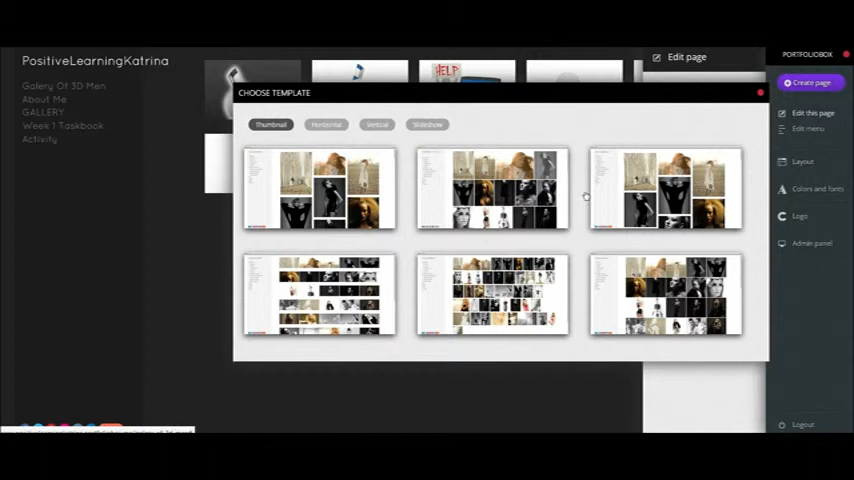 PositiveLearningKatrina
Galery Of 3D Men
About Me
GALLERY
Week 1 Taskbook
Activity
HELP
Edit page
CHOOSE TEMPLATE
Thumbnail
Horizontal
Vertical
Slideshow
PORTFOLIOBOX
Create page
Edit this page
Edit menu
Layout
Colors and fonts
Logo
Admin panel
Logout